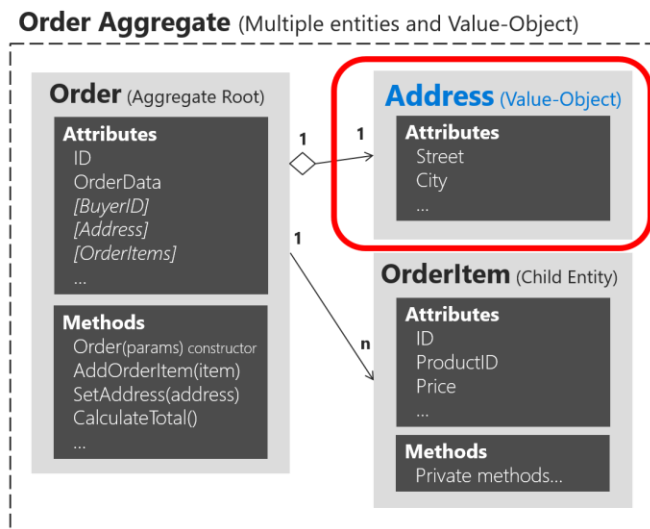 Order Aggregate (Multiple entities and Value-Object)
Order (Aggregate Root)
Attributes
ID
OrderData
[BuyerID]
[Address]
[OrderItems]
...
Methods
Order(params) constructor
AddOrderItem(item)
SetAddress(address)
CalculateTotal()
...
1
1
1
n
Address (Value-Object)
Attributes
Street
City
...
OrderItem (Child Entity)
Attributes
ID
ProductID
Price
...
Methods
Private methods...